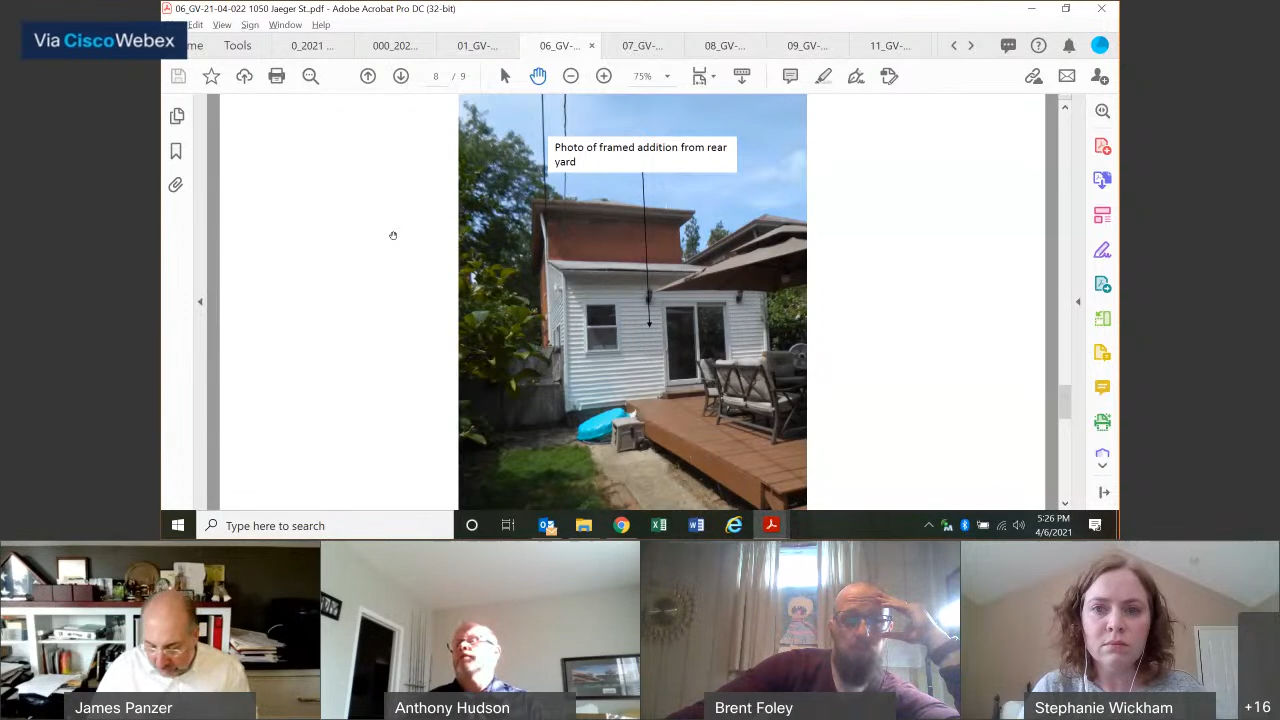 06_GV-21-04-022 1050 Jaeger St..pdf - Adobe Acrobat Pro DC (32-bit)
Edit View Sign Window Help
Via Cisco Webex
me Tools 0_2021 ... 000_202... 01_GV-... 06_GV-... × 07_GV-... 08_GV-... 09_GV-... 11_GV-...
8 / 9 75%
Photo of framed addition from rear
yard
Type here to search
5:26 PM
4/6/2021
James Panzer
Anthony Hudson
Brent Foley
Stephanie Wickham
+16